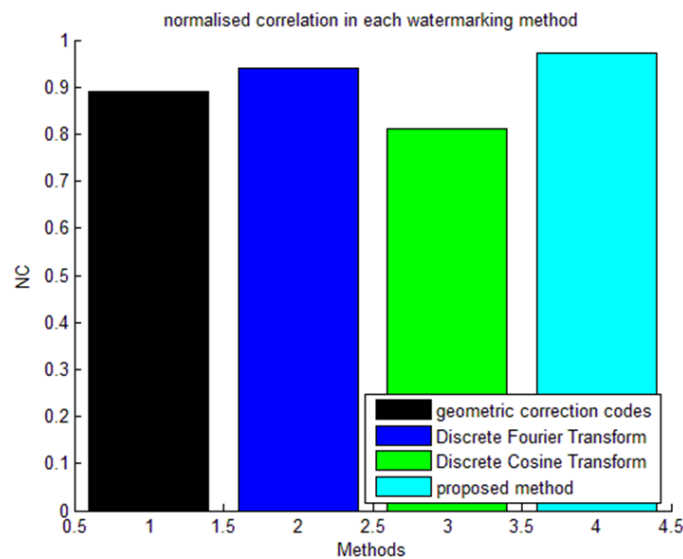 normalised correlation in each watermarking method
1
0.9
0.8
0.7
0.6
0.5
0.4
0.3
0.2
0.1
0
NC
geometric correction codes
Discrete Fourier Transform
Discrete Cosine Transform
proposed method
0.5 1 1.5 2 2.5 3 3.5 4 4.5
Methods